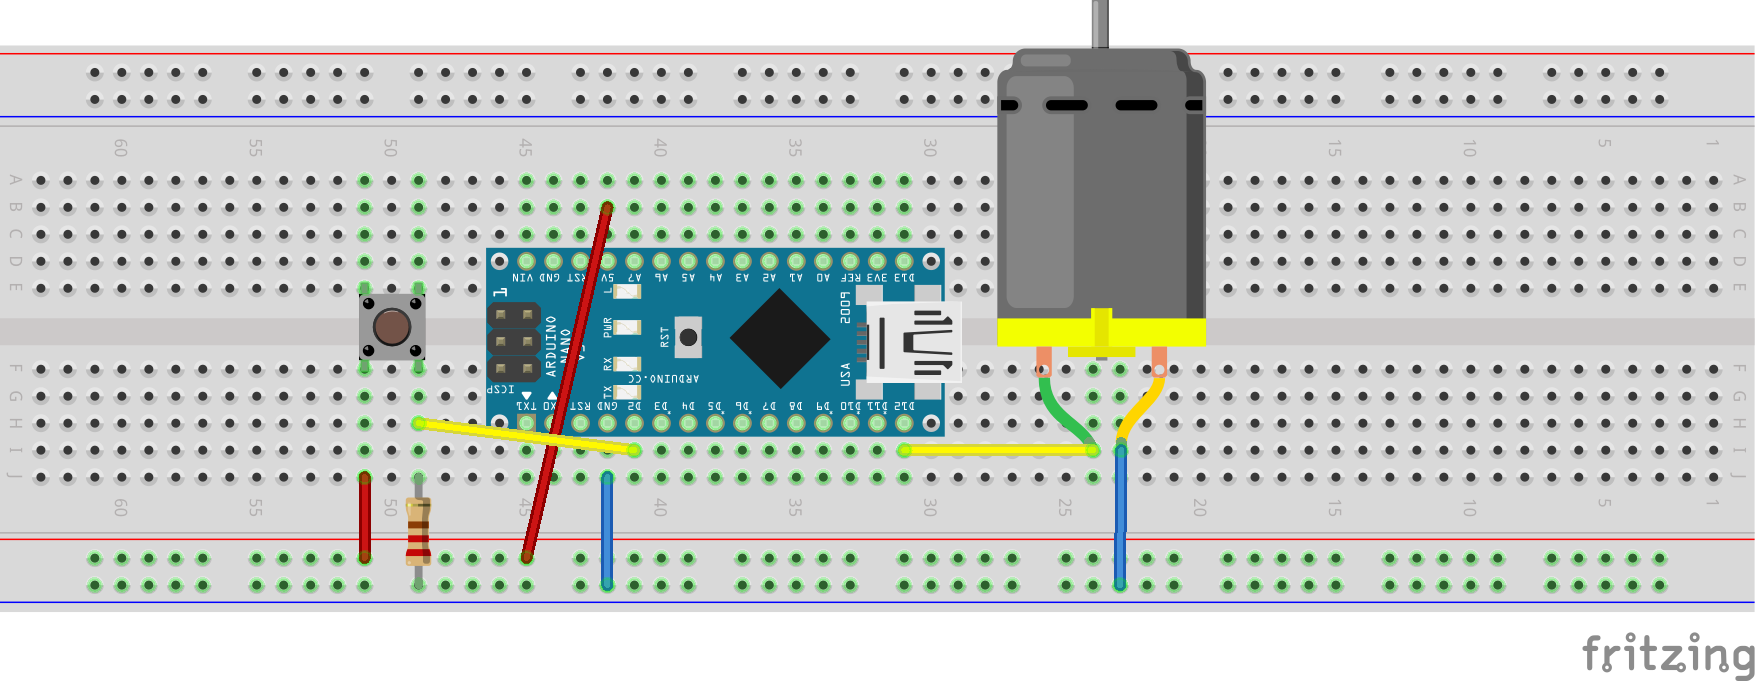 60 55 50 45 40 35 30 15 10 5 1
A A
B B
C C
D D
E E
VIN GND RST 5V A7 A6 A5 A4 A3 A2 A1 A0 REF 3V3 D13
1
L
PWR
RX
TX
RST
ARDUINO
NANO
ARDUINO.CC
2009
USA
ICSP
TX1 RST GND D2 D3 D4 D5 D6 D7 D8 D9 D10 D11 D12
F F
G G
H H
I I
J J
60 55 50 45 40 35 30 25 20 15 10 5 1
fritzing